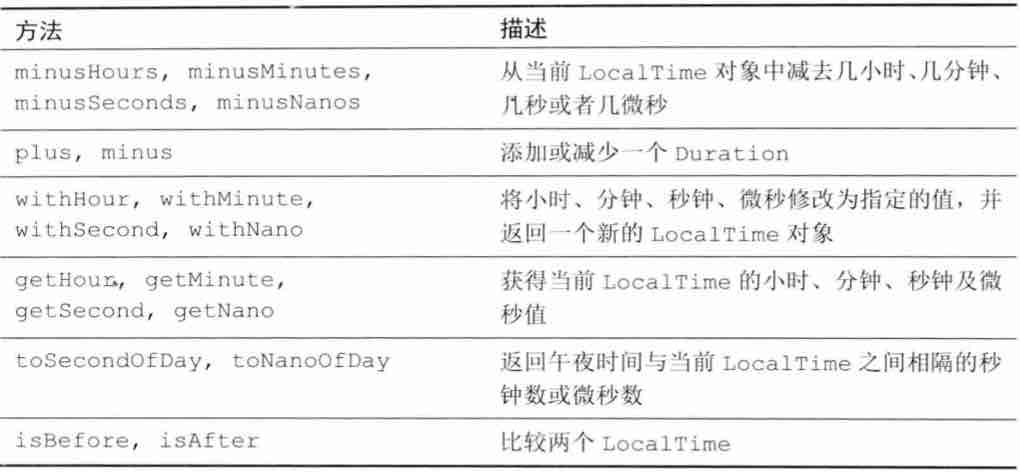 方法 描述
minusHours, minusMinutes, 从当前 LocalTime 对象中减去几小时、几分钟、
minusSeconds, minusNanos 几秒或者几微秒
plus, minus 添加或减少一个 Duration
withHour, withMinute, 将小时、分钟、秒钟、微秒修改为指定的值，并
withSecond, withNano 返回一个新的 LocalTime 对象
getHour, getMinute, 获得当前 LocalTime 的小时、分钟、秒钟及微
getSecond, getNano 秒值
toSecondOfDay, toNanoOfDay 返回午夜时间与当前 LocalTime 之间相隔的秒
钟数或微秒数
isBefore, isAfter 比较两个 LocalTime